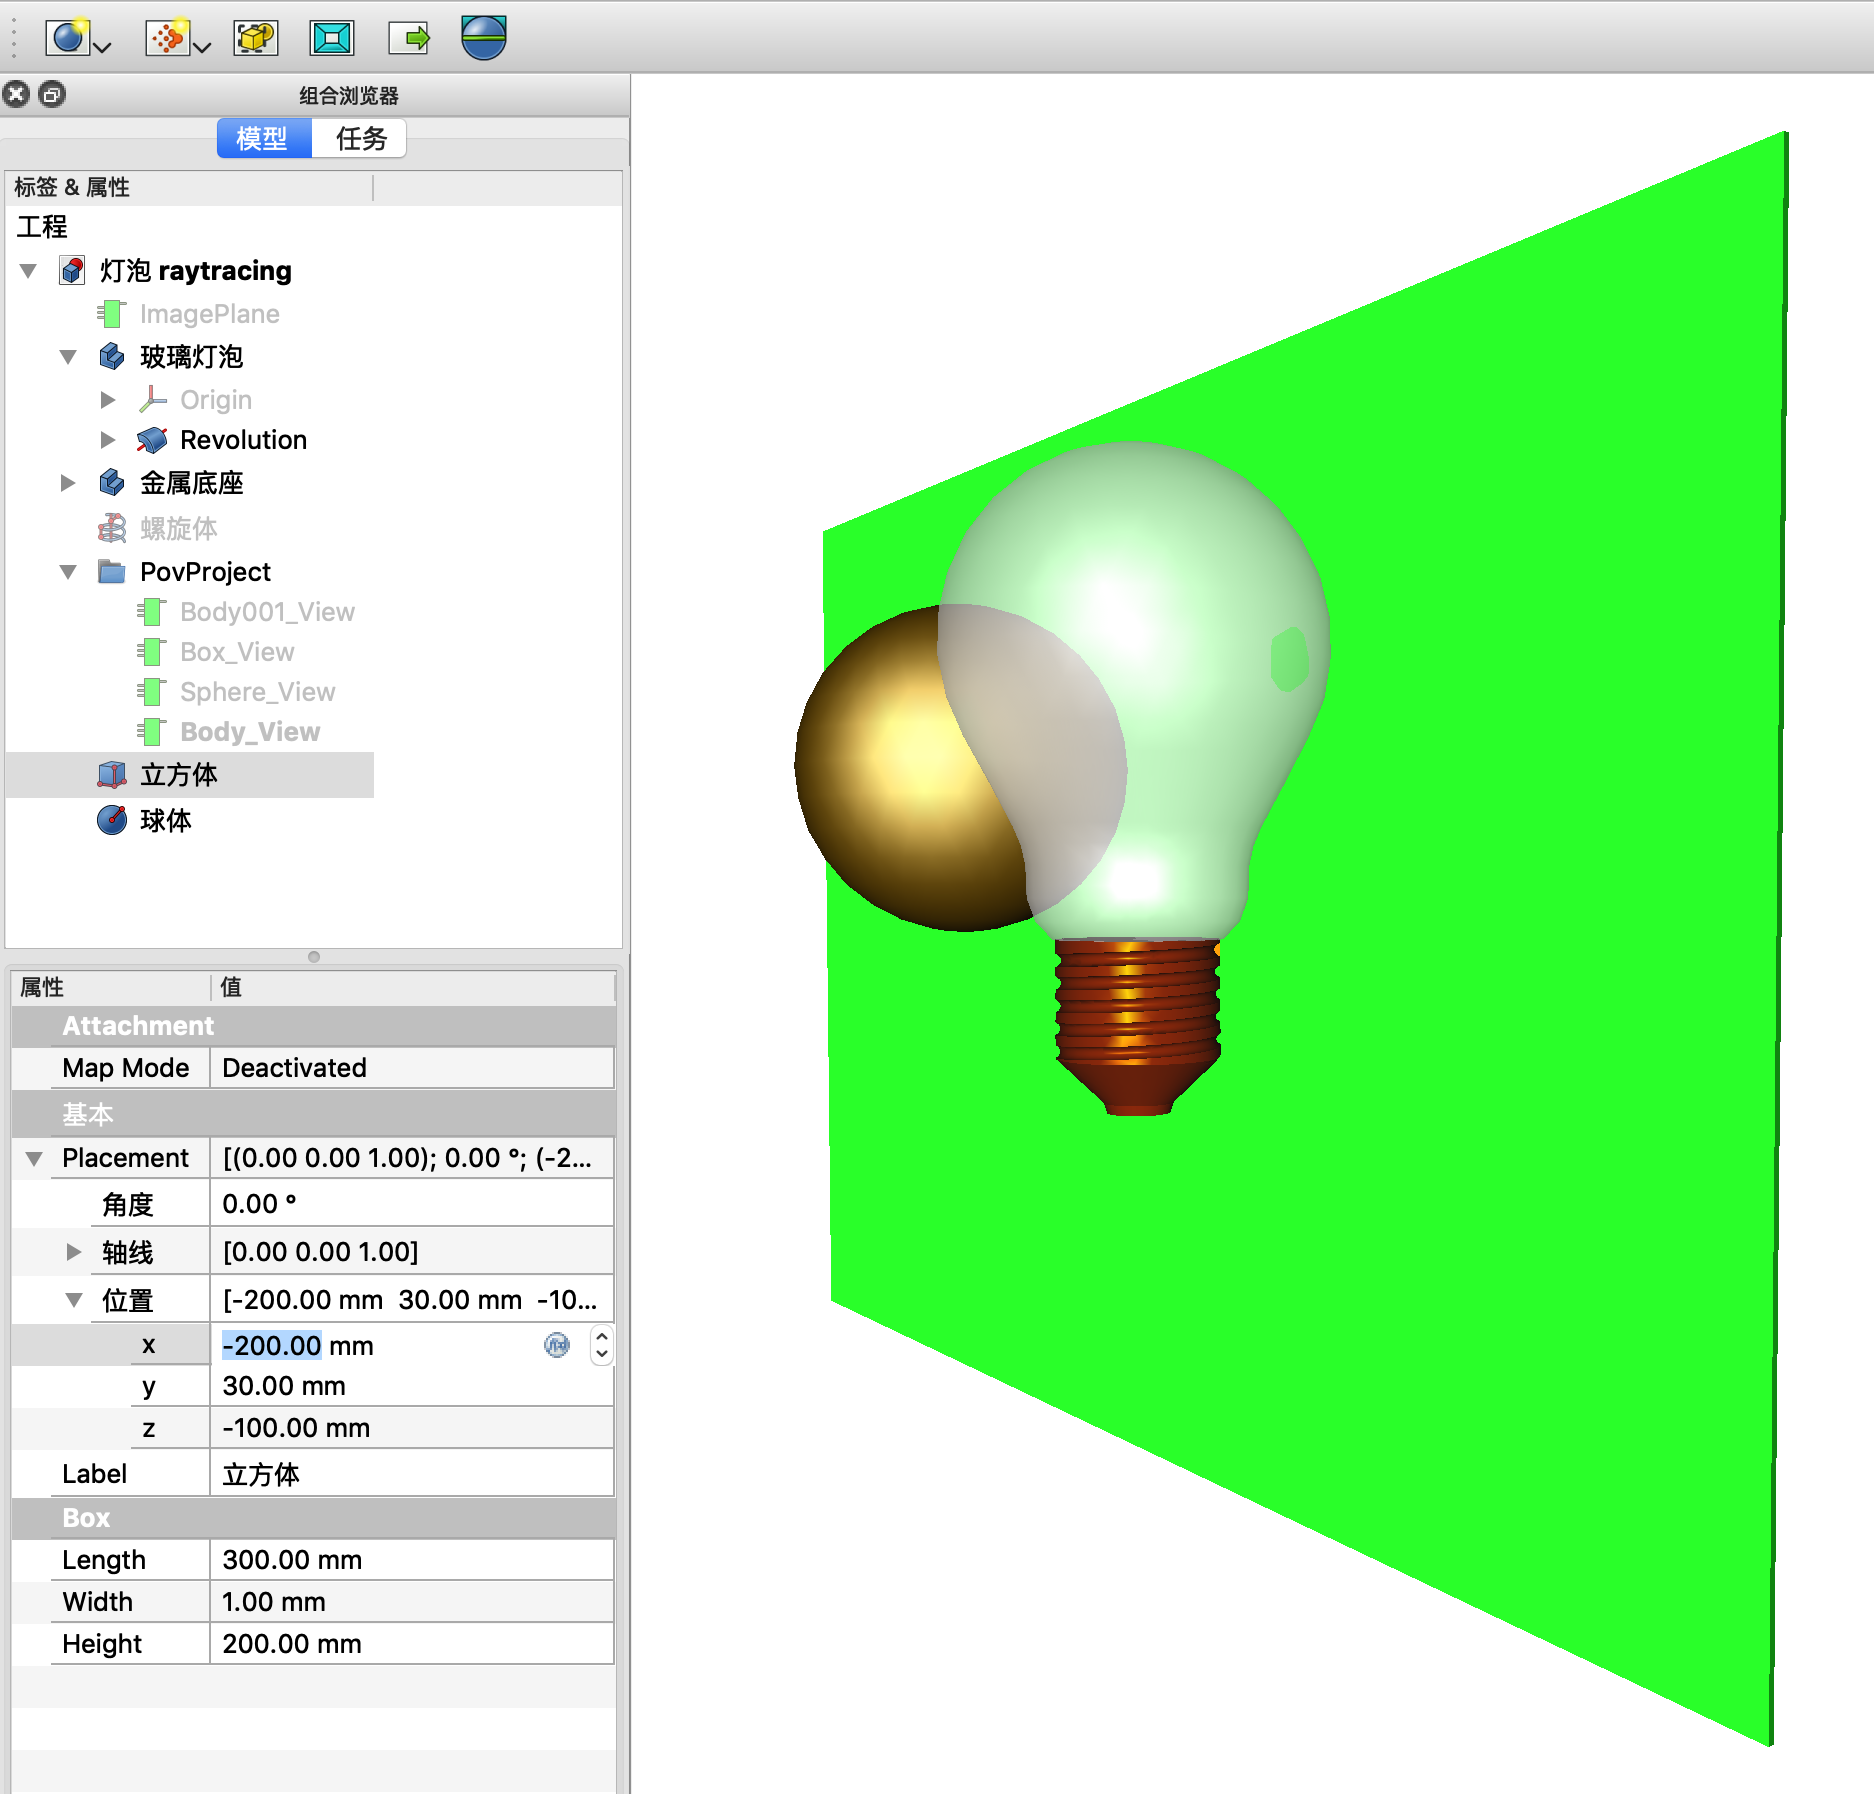 组合浏览器
模型 任务
标签 & 属性
工程
灯泡 raytracing
ImagePlane
玻璃灯泡
Origin
Revolution
金属底座
螺旋体
PovProject
Body001_View
Box_View
Sphere_View
Body_View
立方体
球体
属性 值
Attachment
Map Mode Deactivated
基本
Placement [(0.00 0.00 1.00); 0.00 °; (-2...
角度 0.00 °
轴线 [0.00 0.00 1.00]
位置 [-200.00 mm 30.00 mm -10...
x -200.00 mm
y 30.00 mm
z -100.00 mm
Label 立方体
Box
Length 300.00 mm
Width 1.00 mm
Height 200.00 mm